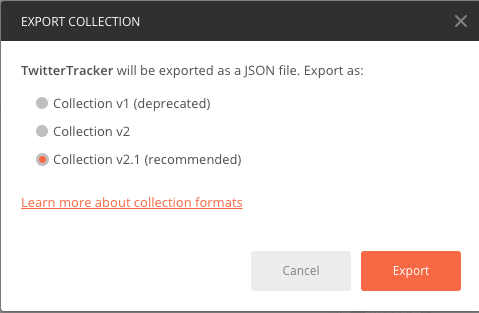 EXPORT COLLECTION
TwitterTracker will be exported as a JSON file. Export as:
Collection v1 (deprecated)
Collection v2
Collection v2.1 (recommended)
Learn more about collection formats
Cancel Export